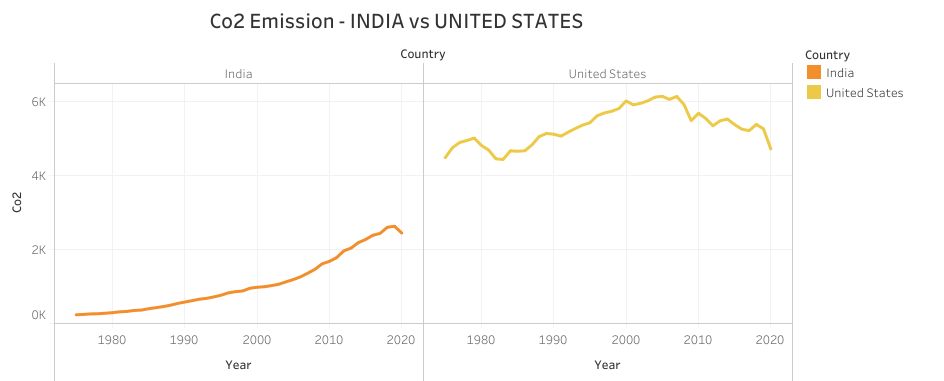 Co2 Emission - INDIA vs UNITED STATES
Country
India
United States
Country
India
United States
6K
4K
2K
0K
Co2
1980 1990 2000 2010 2020
1980 1990 2000 2010 2020
Year
Year